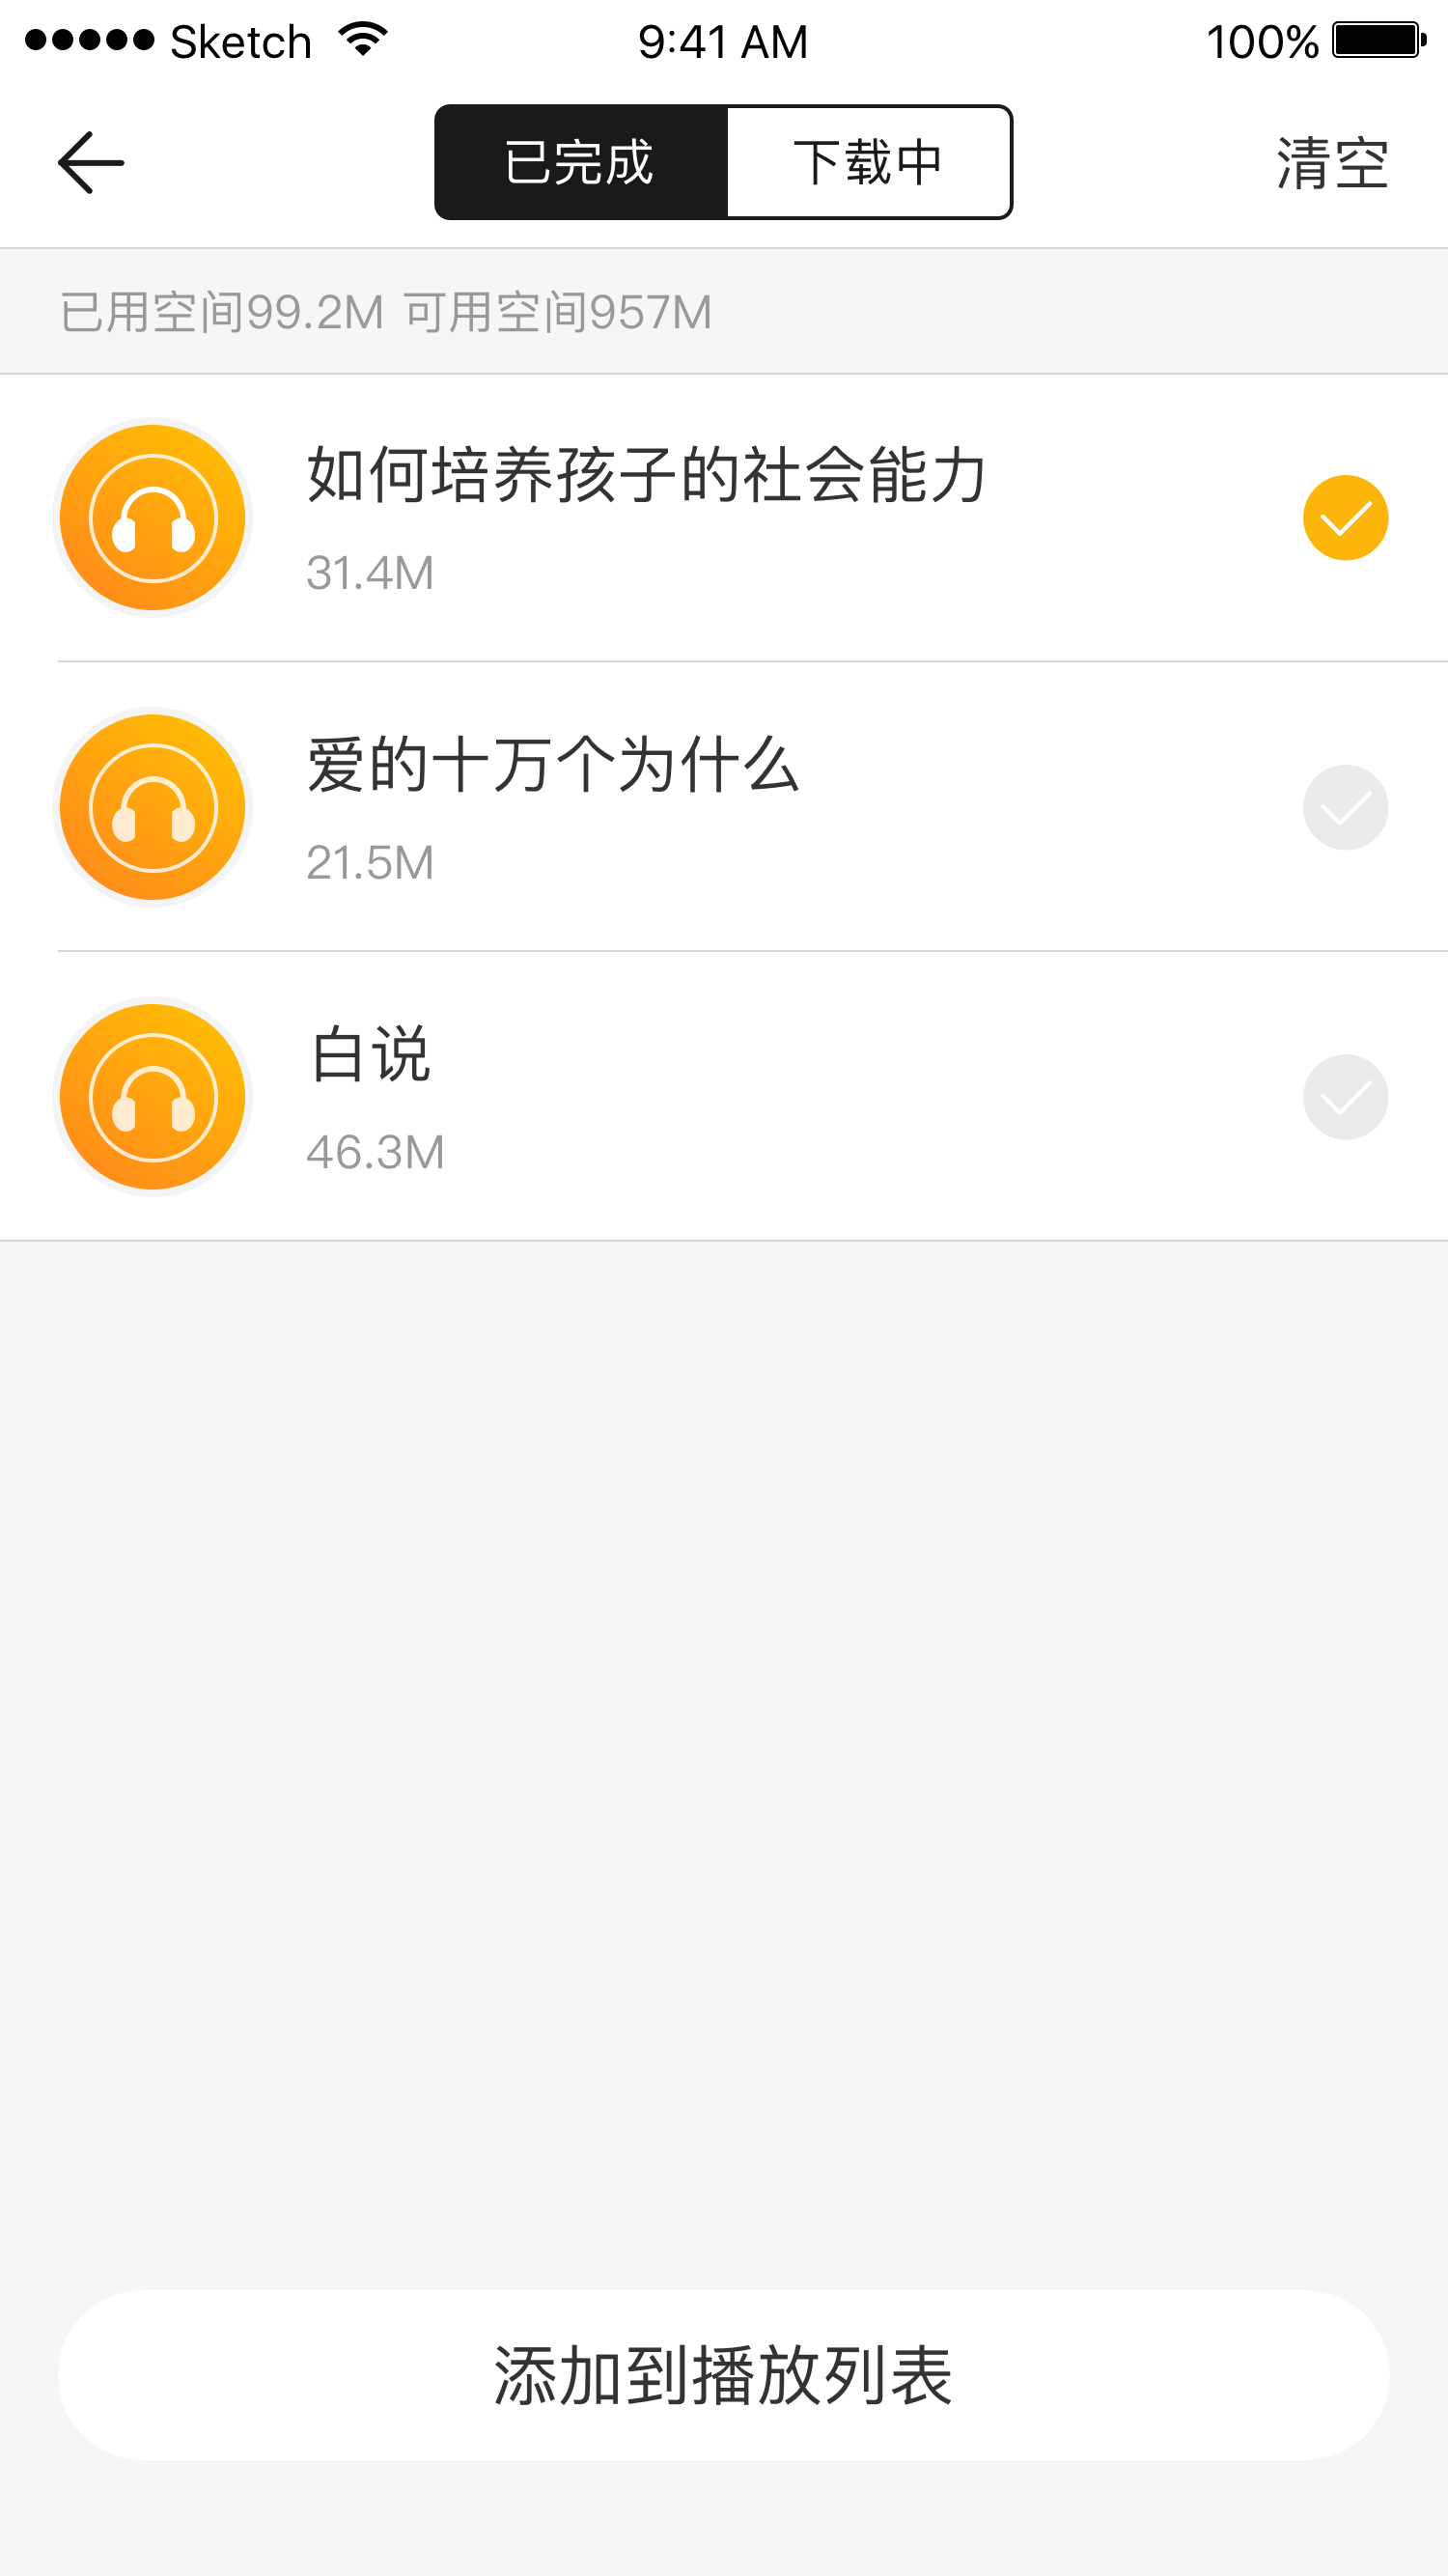 Sketch 9:41 AM 100%
已完成 下载中 清空
已用空间99.2M 可用空间957M
如何培养孩子的社会能力
31.4M
爱的十万个为什么
21.5M
白说
46.3M
添加到播放列表